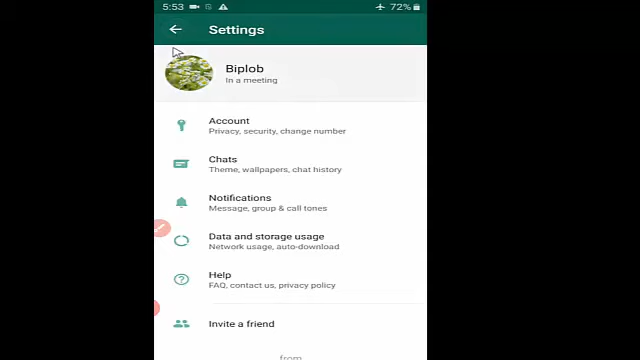 5:53
72%
Settings
Biplob
In a meeting
Account
Privacy, security, change number
Chats
Theme, wallpapers, chat history
Notifications
Message, group & call tones
Data and storage usage
Network usage, auto-download
Help
FAQ, contact us, privacy policy
Invite a friend
from